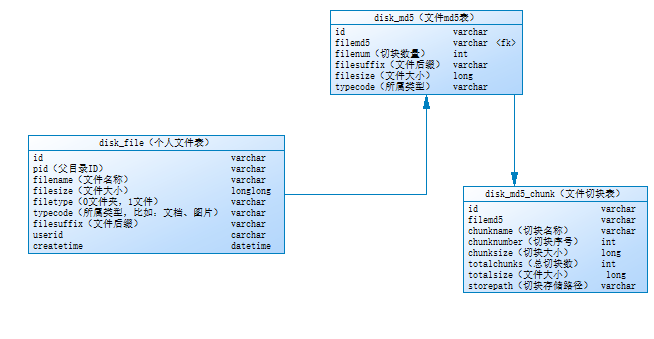 disk_md5（文件md5表）
id varchar
filemd5 varchar <fk>
filenum（切块数量） int
filesuffix（文件后缀） varchar
filesize（文件大小） long
typecode（所属类型） varchar
disk_file（个人文件表）
id varchar
pid（父目录ID） varchar
filename（文件名称） varchar
filesize（文件大小） longlong
filetype（0文件夹，1文件） varchar
typecode（所属类型，比如：文档、图片） varchar
filesuffix（文件后缀） varchar
userid carchar
createtime datetime
disk_md5_chunk（文件切块表）
id varchar
filemd5 varchar
chunkname（切块名称） varchar
chunknumber（切块序号） int
chunksize（切块大小） long
totalchunks（总切块数） int
totalsize（文件大小） long
storepath（切块存储路径） varchar